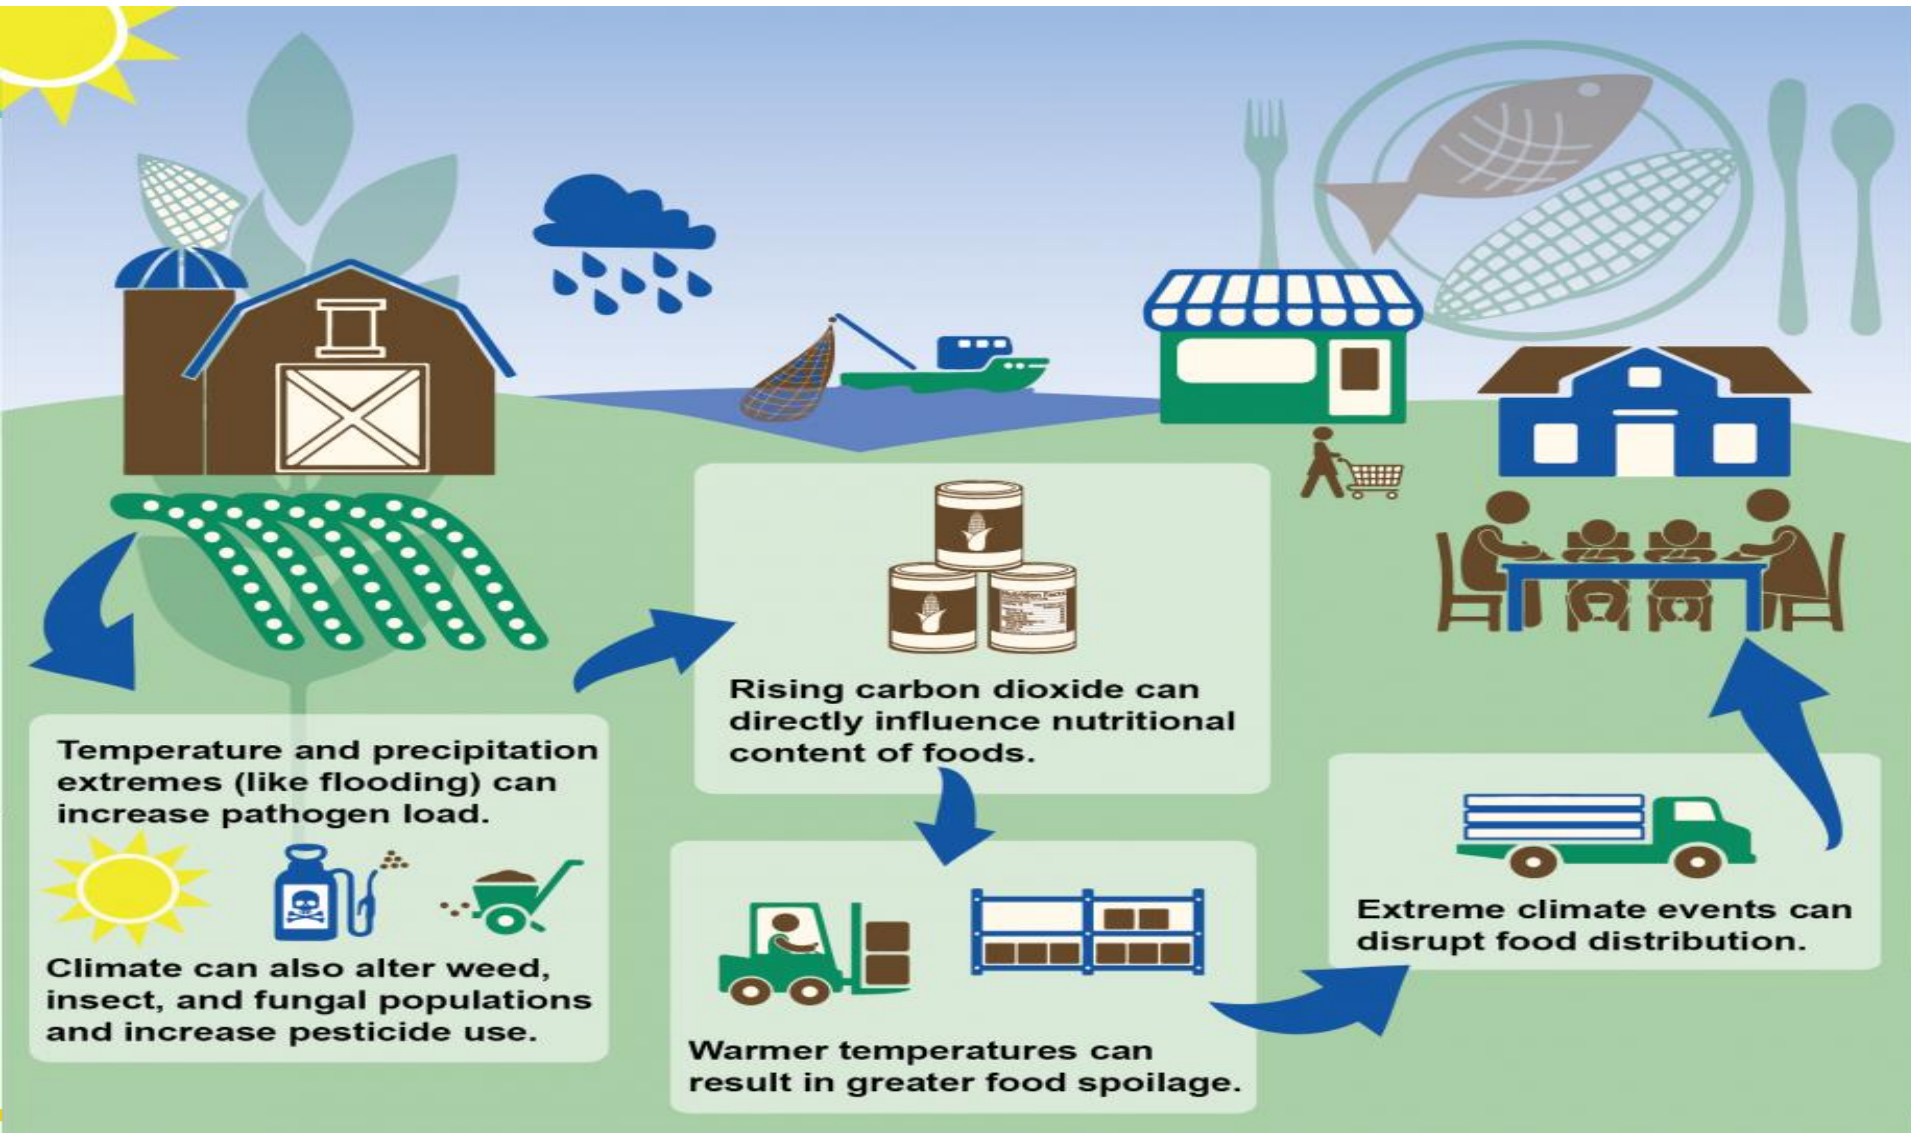 Temperature and precipitation
extremes (like flooding) can
increase pathogen load.
Climate can also alter weed,
insect, and fungal populations
and increase pesticide use.
Rising carbon dioxide can
directly influence nutritional
content of foods.
Warmer temperatures can
result in greater food spoilage.
Extreme climate events can
disrupt food distribution.